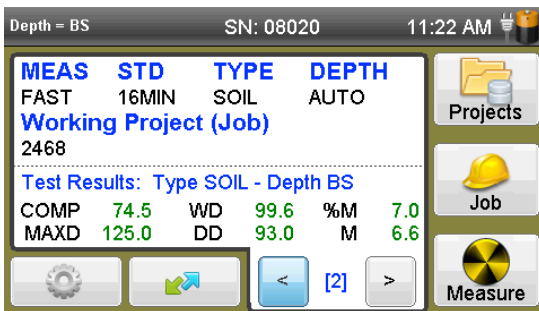 Depth = BS SN: 08020 11:22 AM
MEAS STD TYPE DEPTH
FAST 16MIN SOIL AUTO
Working Project (Job)
2468
Test Results: Type SOIL - Depth BS
COMP 74.5 WD 99.6 %M 7.0
MAXD 125.0 DD 93.0 M 6.6
< [2] >
Projects
Job
Measure